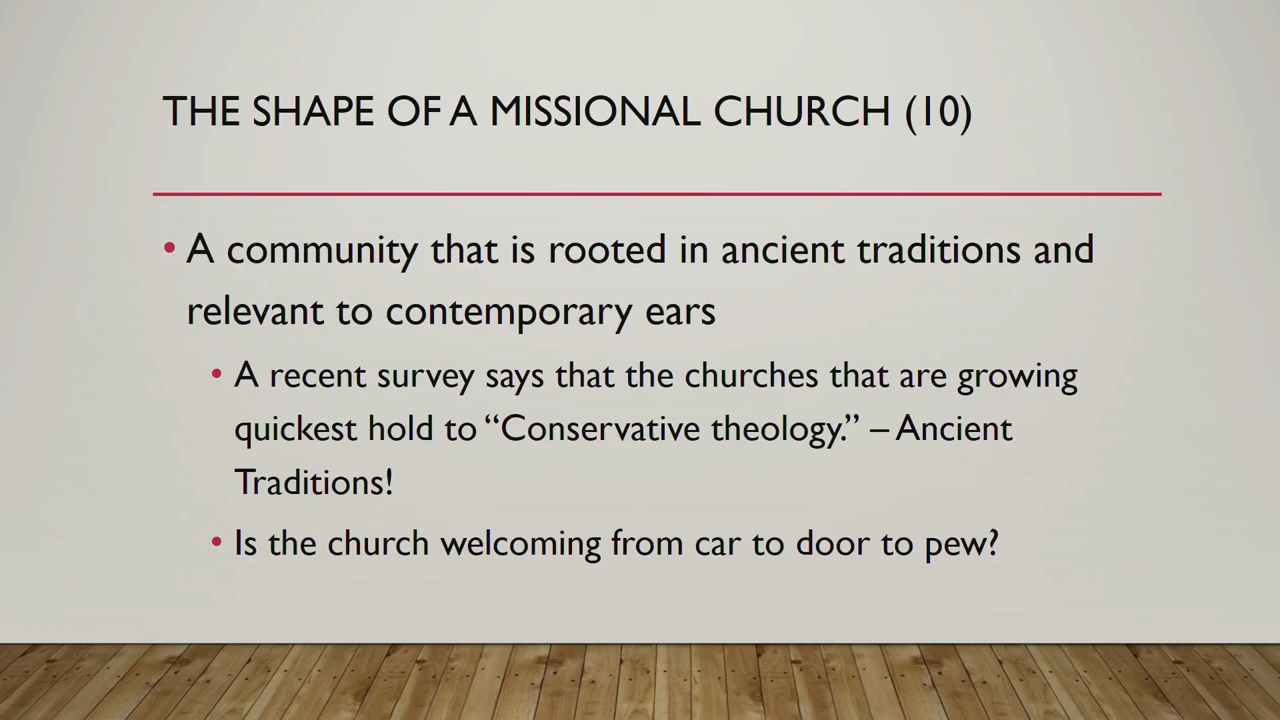 THE SHAPE OF A MISSIONAL CHURCH (10)
• A community that is rooted in ancient traditions and
relevant to contemporary ears
• A recent survey says that the churches that are growing
quickest hold to “Conservative theology.” – Ancient
Traditions!
• Is the church welcoming from car to door to pew?